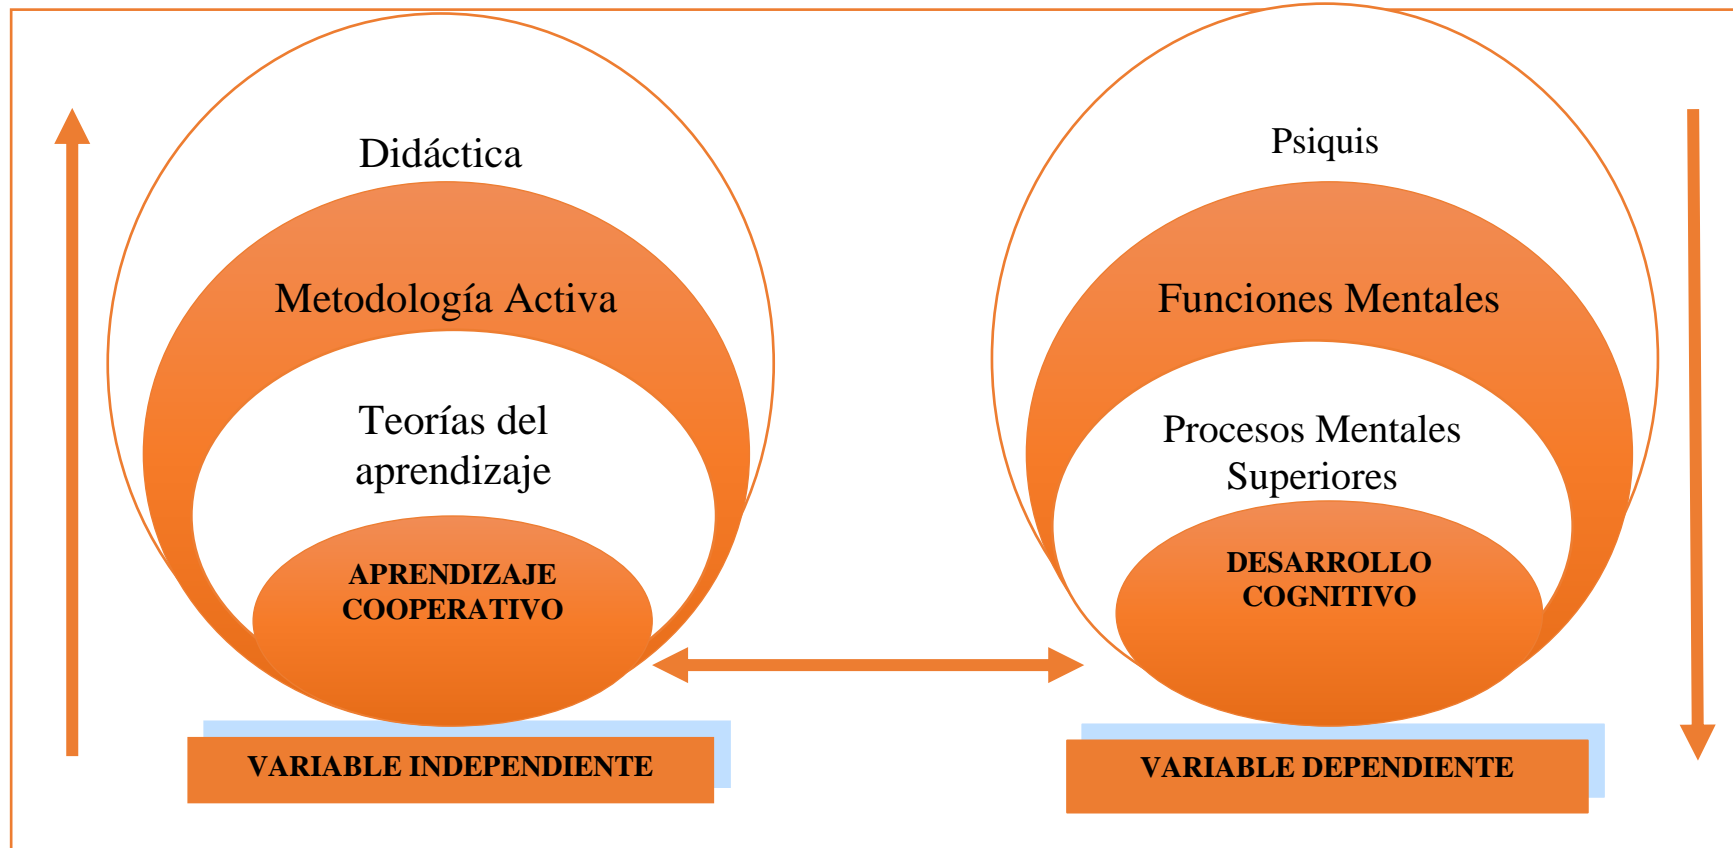 Didáctica
Metodología Activa
Teorías del
aprendizaje
APRENDIZAJE
COOPERATIVO
VARIABLE INDEPENDIENTE
Psiquis
Funciones Mentales
Procesos Mentales
Superiores
DESARROLLO
COGNITIVO
VARIABLE DEPENDIENTE